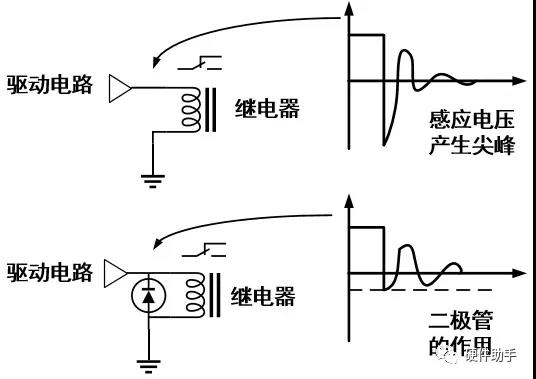 驱动电路
继电器
感应电压
产生尖峰
驱动电路
继电器
二极管
的作用
硬件助手